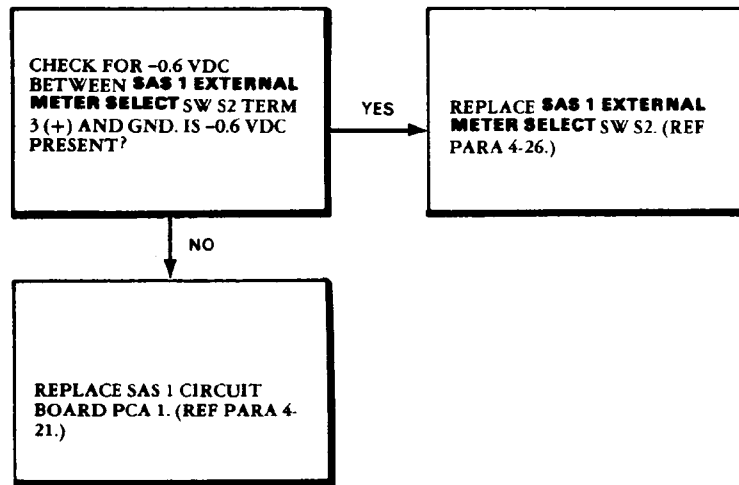 CHECK FOR –0.6 VDC
BETWEEN SAS 1 EXTERNAL
METER SELECT SW S2 TERM
3 (+) AND GND. IS –0.6 VDC
PRESENT?
YES
REPLACE SAS 1 EXTERNAL
METER SELECT SW S2. (REF
PARA 4-26.)
NO
REPLACE SAS 1 CIRCUIT
BOARD PCA 1. (REF PARA 4-
21.)